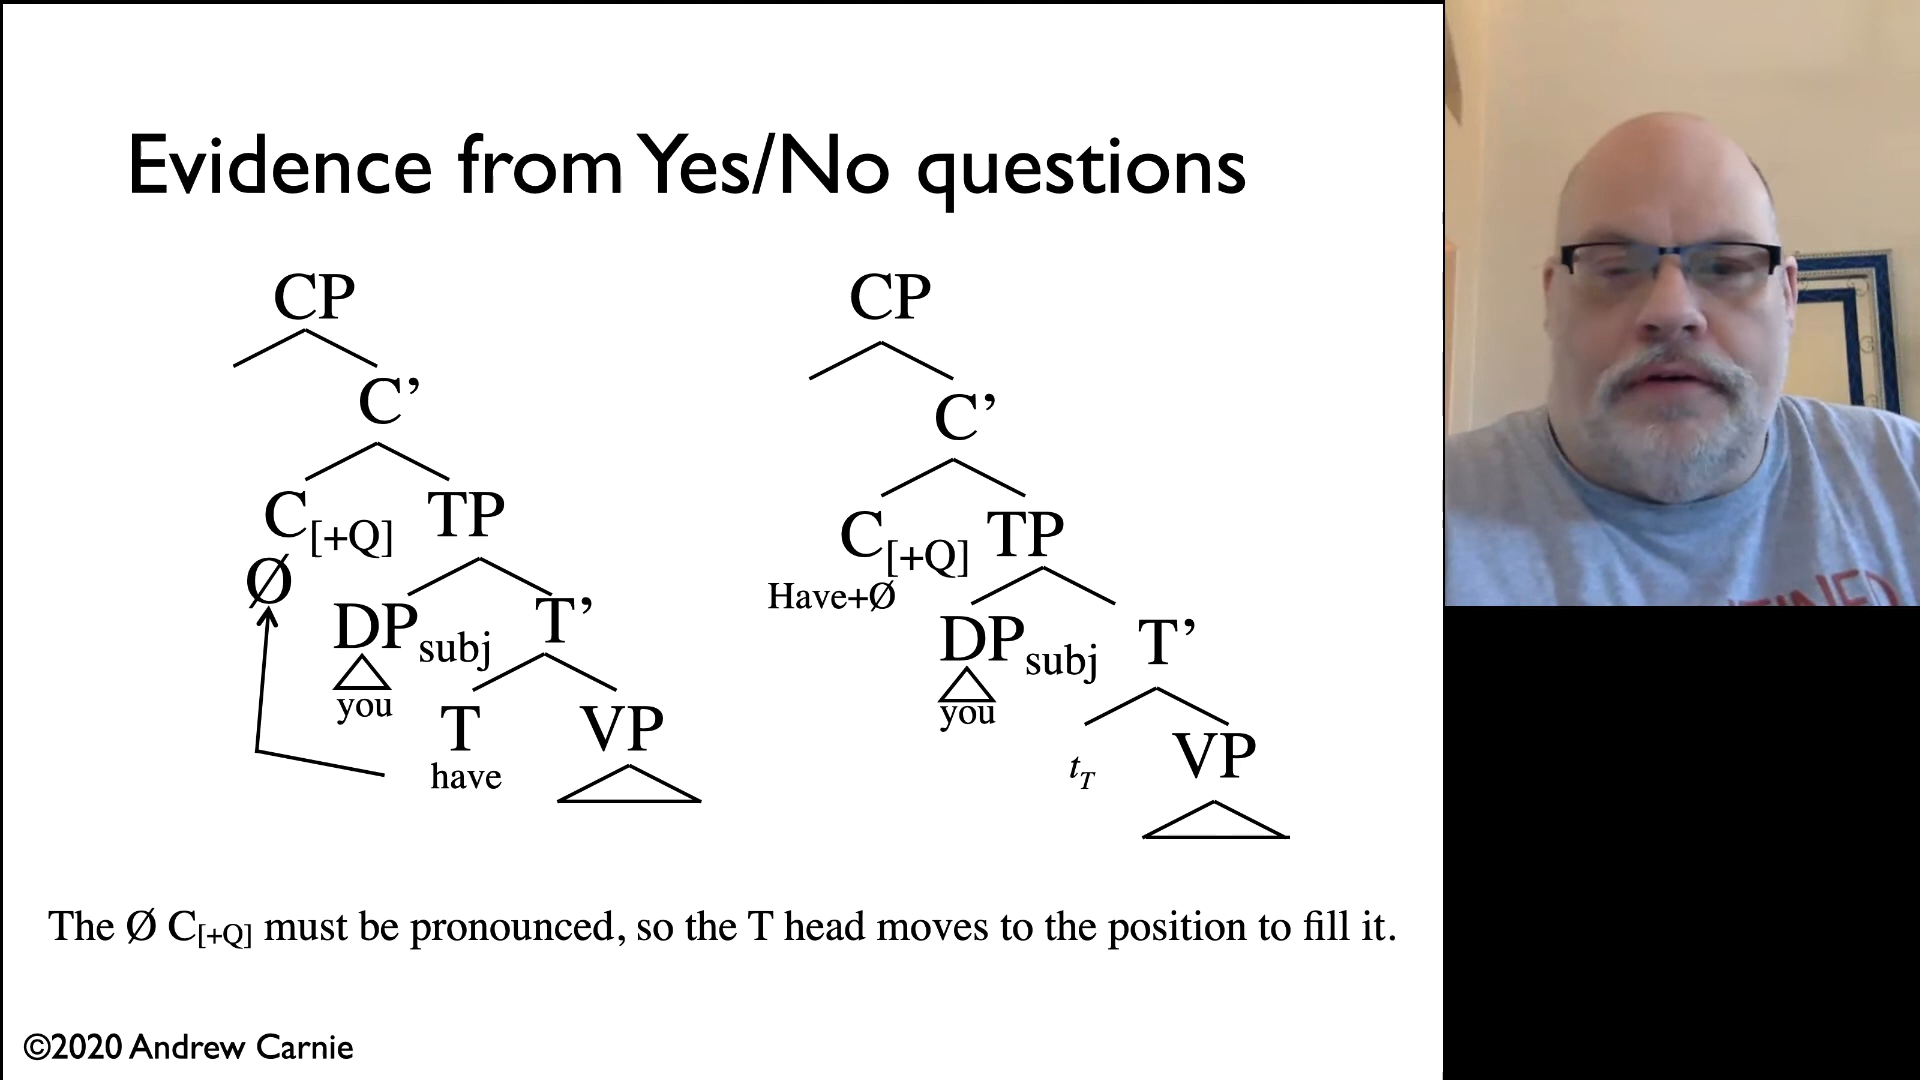 Evidence from Yes/No questions
CP
C’
C[+Q] TP
Ø
DPsubj T’
you
T VP
have
CP
C’
C[+Q] TP
Have+Ø
DPsubj T’
you
tT VP
The Ø C[+Q] must be pronounced, so the T head moves to the position to fill it.
©2020 Andrew Carnie